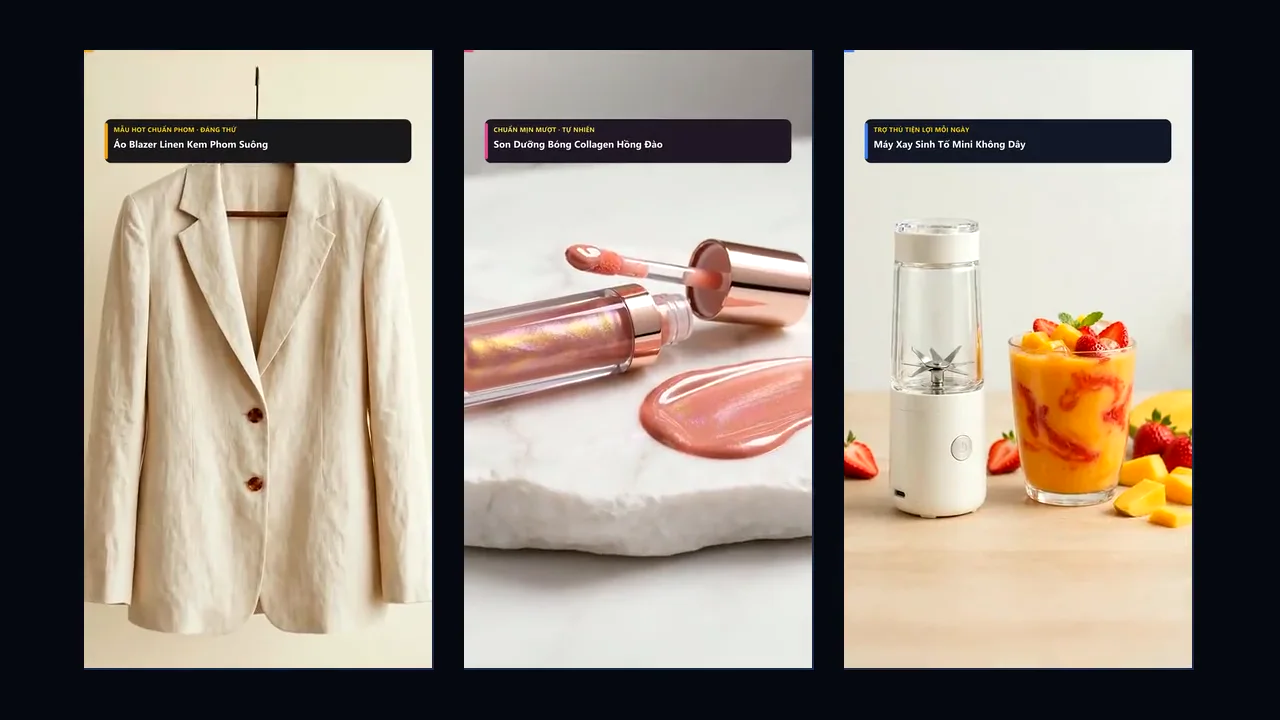 MẪU HOT CHUẨN PHOM · ĐÁNG THỬ
Áo Blazer Linen Kem Phom Suông
CHUẨN MỊN MƯỢT · TỰ NHIÊN
Son Dưỡng Bóng Collagen Hồng Đào
TRỢ THỦ TIỆN LỢI MỖI NGÀY
Máy Xay Sinh Tố Mini Không Dây